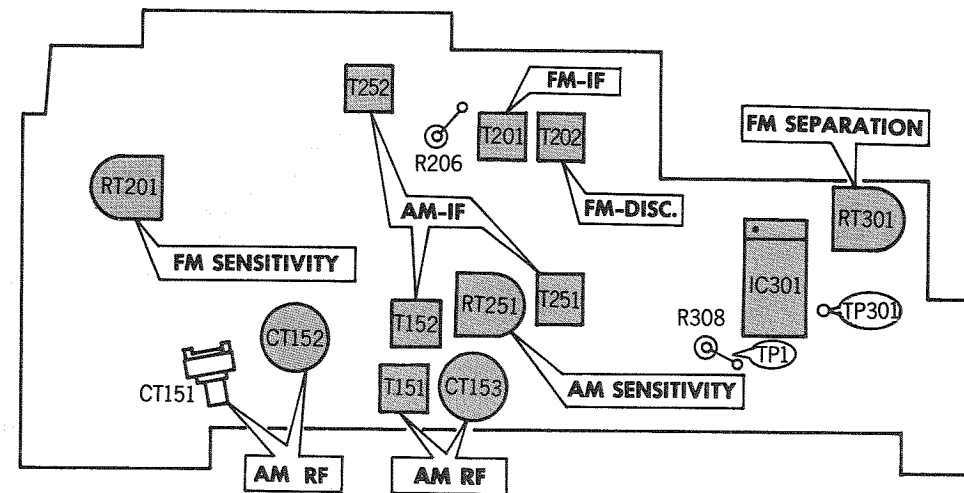 FM-IF
T252
T201
T202
R206
FM SEPARATION
RT201
AM-IF
FM-DISC.
RT301
FM SENSITIVITY
IC301
TP301
RT251
T251
T152
R308
TP1
CT152
CT151
T151
CT153
AM SENSITIVITY
AM RF
AM RF